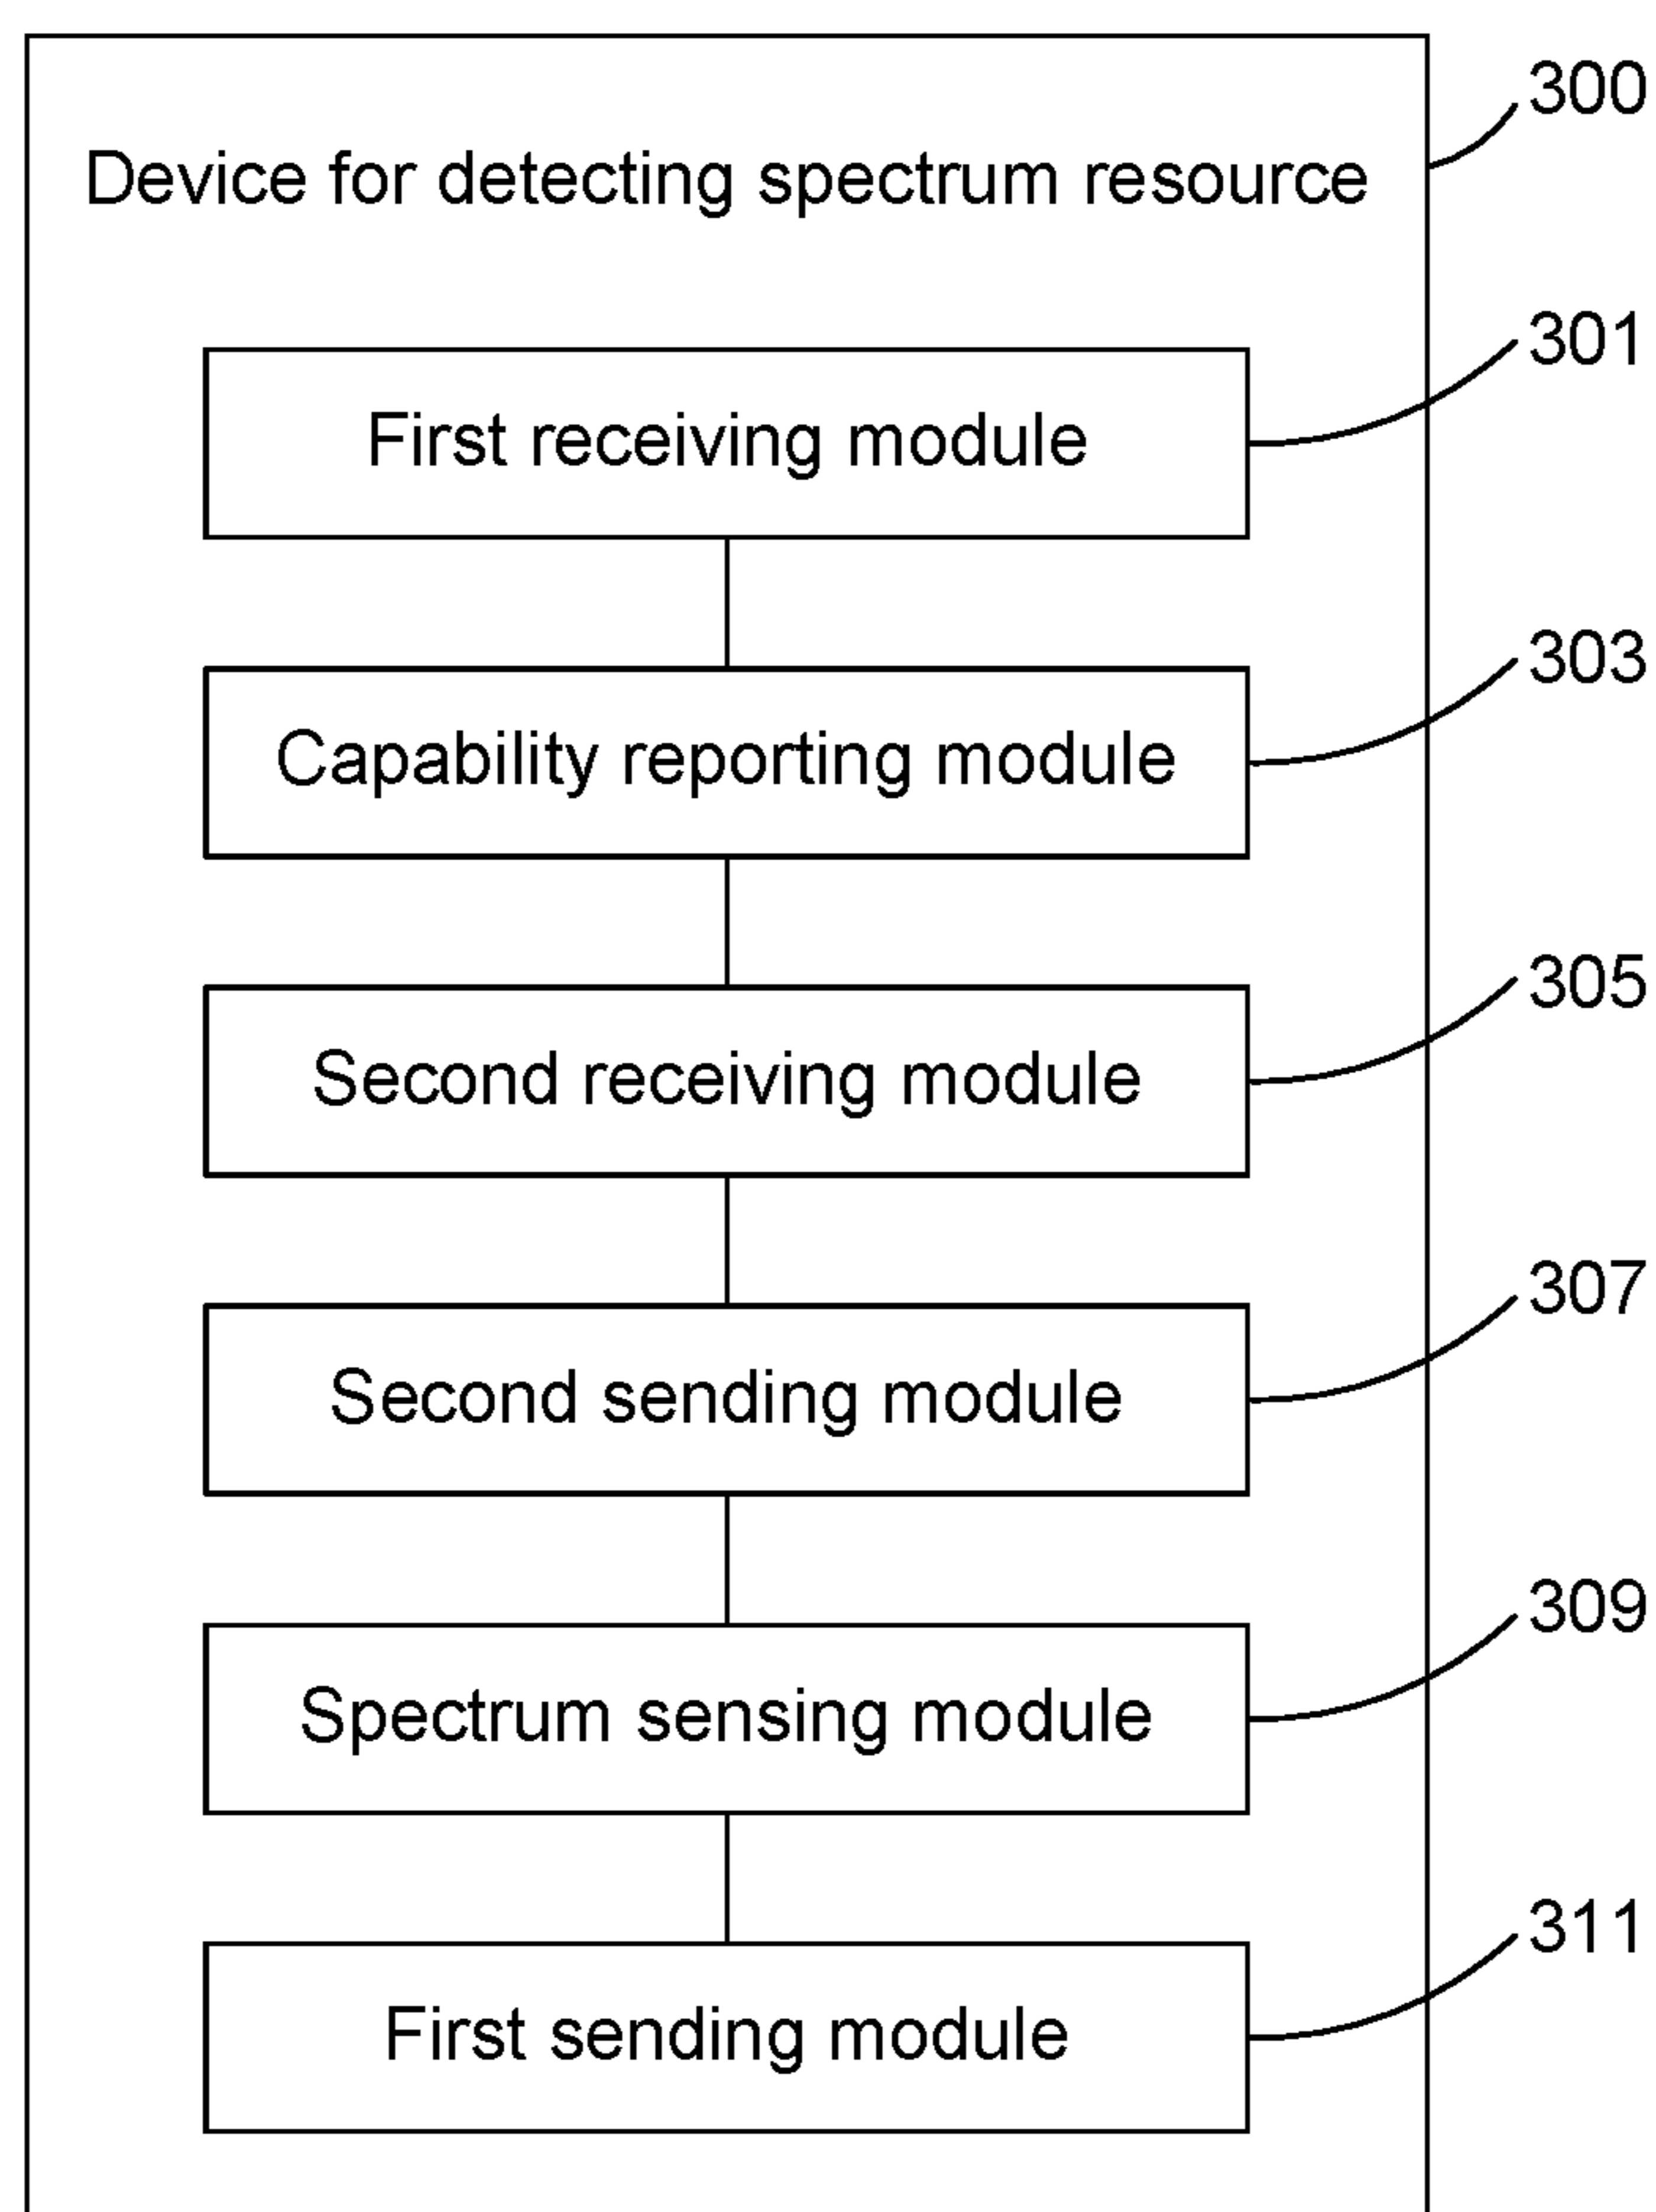 300
Device for detecting spectrum resource
301
First receiving module
303
Capability reporting module
305
Second receiving module
307
Second sending module
309
Spectrum sensing module
311
First sending module